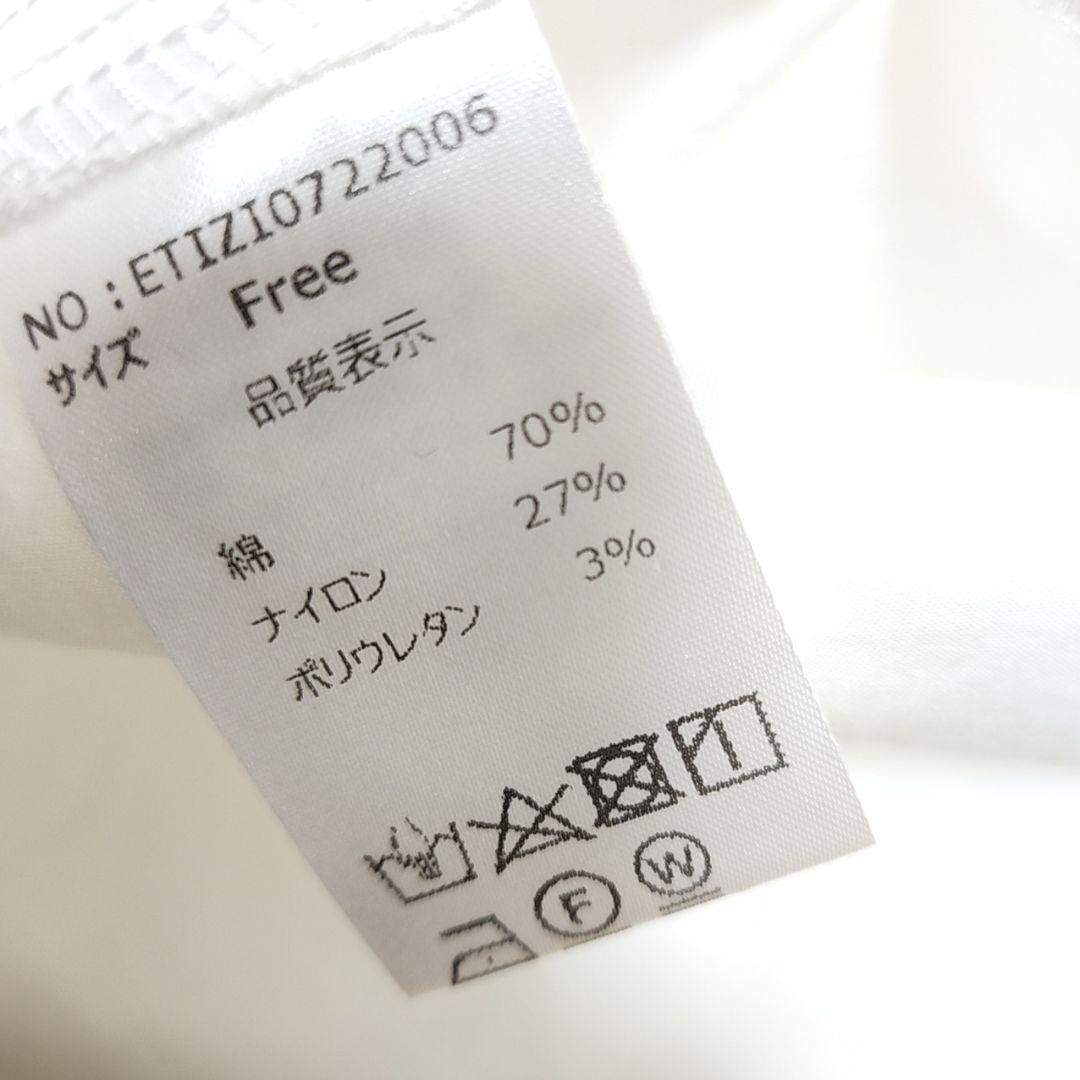 NO：ETIZI0722006
サイズ Free
品質表示
綿 70%
ナイロン 27%
ポリウレタン 3%
F W